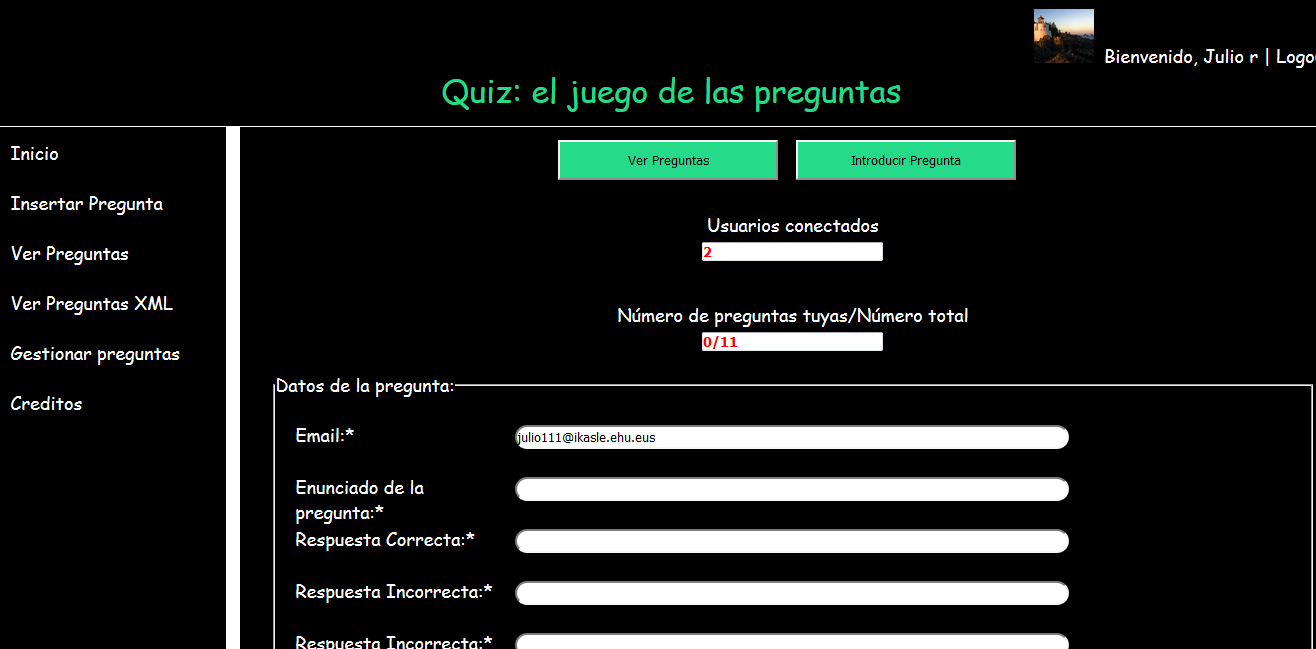 Bienvenido, Julio r | Logo
Quiz: el juego de las preguntas
Inicio
Insertar Pregunta
Ver Preguntas
Ver Preguntas XML
Gestionar preguntas
Creditos
Ver Preguntas
Introducir Pregunta
Usuarios conectados
2
Número de preguntas tuyas/Número total
0/11
Datos de la pregunta:
Email:*
julio111@ikasle.ehu.eus
Enunciado de la
pregunta:*
Respuesta Correcta:*
Respuesta Incorrecta:*
Respuesta Incorrecta:*